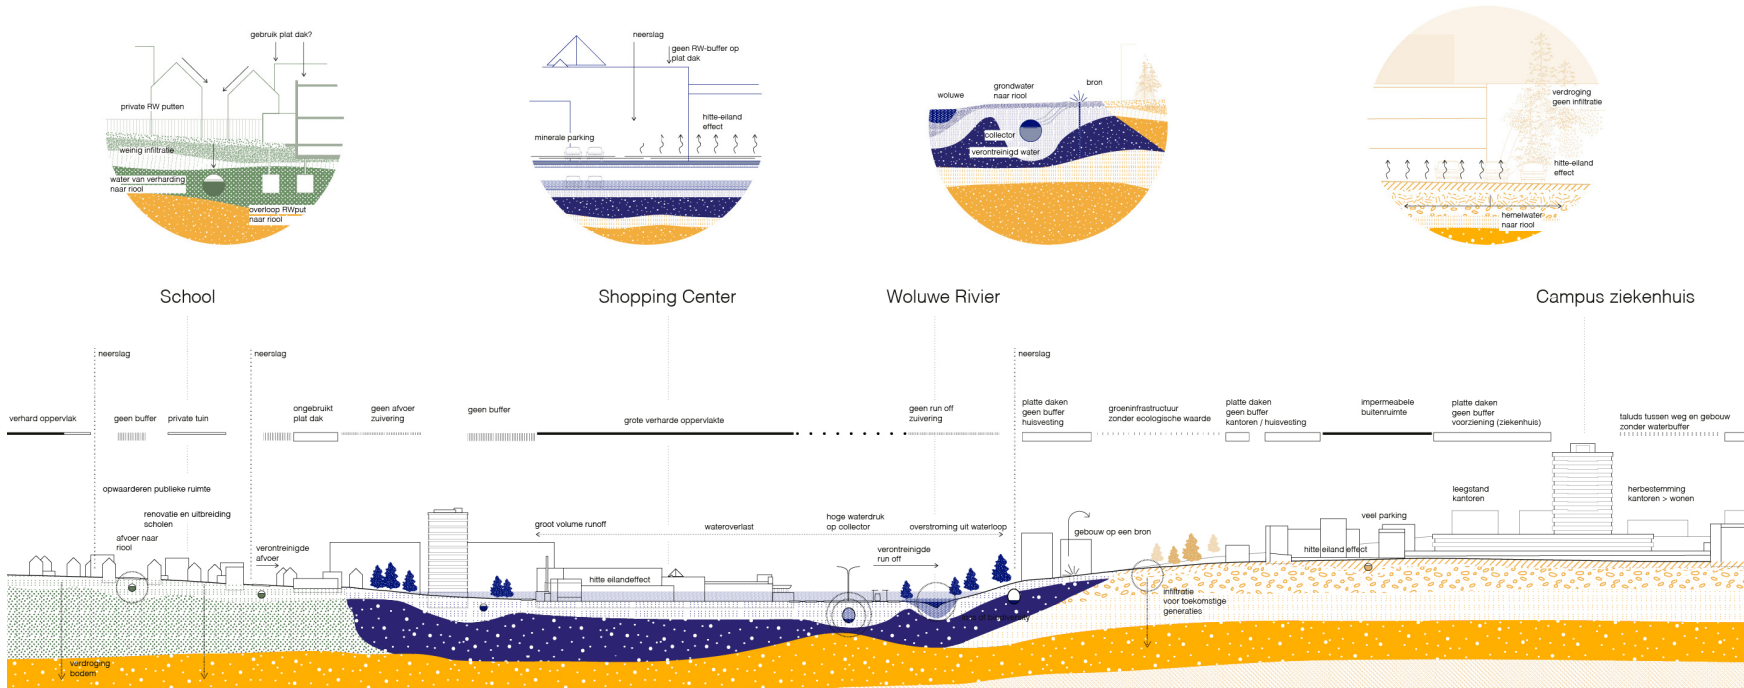 gebruik plat dak?
private RW putten
weinig infiltratie
water van verharding
naar riool
overloop RWput
naar riool
neerslag
geen RW-buffer op
plat dak
minerale parking
hitte-eiland
effect
woluwe
grondwater
naar riool
bron
collector
verontreinigd water
verdroging
geen infiltratie
hitte-eiland
effect
hemelwater
naar riool
School
Shopping Center
Woluwe Rivier
Campus ziekenhuis
neerslag
neerslag
neerslag
verhard oppervlak
geen buffer
private tuin
ongebruikt
plat dak
geen afvoer
zuivering
geen buffer
grote verharde oppervlakte
geen run off
zuivering
platte daken
geen buffer
huisvesting
groeninfrastructuur
zonder ecologische waarde
platte daken
geen buffer
kantoren / huisvesting
impermeabele
buitenruimte
platte daken
geen buffer
voorziening (ziekenhuis)
taluds tussen weg en gebouw
zonder waterbuffer
opwaarderen publieke ruimte
renovatie en uitbreiding
scholen
afvoer naar
riool
verontreinigde
afvoer
groot volume runoff
wateroverlast
hoge waterdruk
op collector
overstroming uit waterloop
verontreinigde
run off
gebouw op een bron
leegstand
kantoren
herbestemming
kantoren > wonen
veel parking
hitte eiland effect
hitte eilandeffect
infiltratie
voor toekomstige
generaties
verdroging
bodem